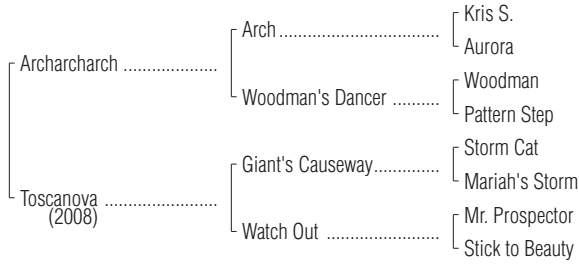 Kris S.
Arch
Aurora
Archarcharch
Woodman
Woodman's Dancer
Pattern Step
Storm Cat
Giant's Causeway
Mariah's Storm
Toscanova
(2008)
Mr. Prospector
Watch Out
Stick to Beauty